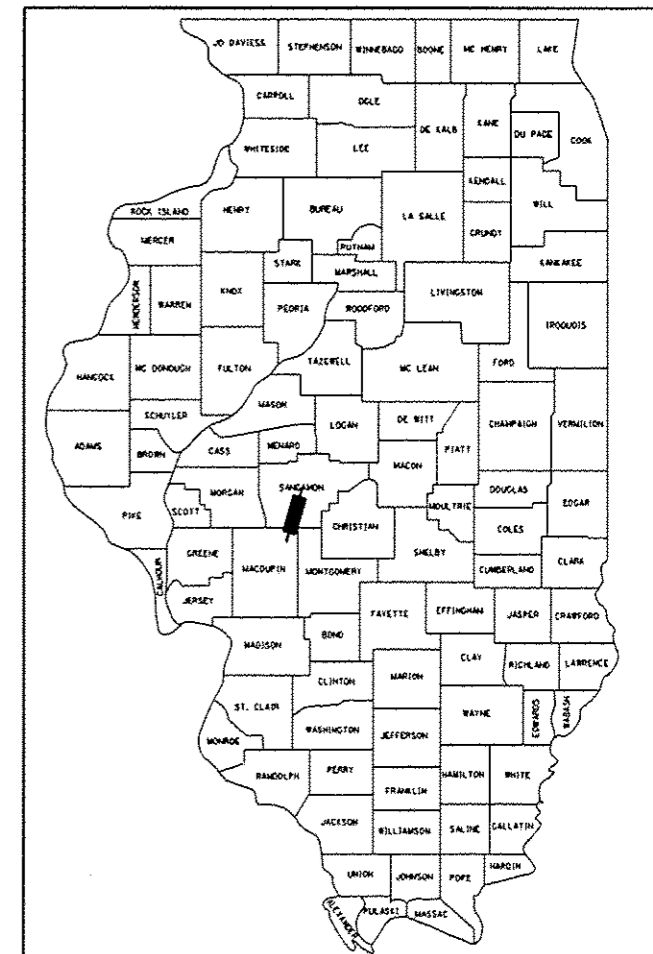 JO DAVIESS
STEPHENSON
WINNEBAGO
BOONE
MC HENRY
LAKE
CARROLL
OGLE
DE KALB
KANE
DU PAGE
COOK
WHITESIDE
LEE
KENDALL
WILL
ROCK ISLAND
HENRY
BUREAU
LA SALLE
GRUNDY
MERCER
PUTNAM
STARK
MARSHALL
KANKAKEE
HENDERSON
WARREN
KNOX
PEORIA
WOODFORD
LIVINGSTON
IROQUOIS
HANCOCK
MC DONOUGH
FULTON
TAZEWELL
MC LEAN
FORD
SCHUYLER
MASON
LOGAN
DE WITT
CHAMPAIGN
VERMILION
ADAMS
BROWN
CASS
MENARD
MACON
PIATT
PIKE
SCOTT
MORGAN
SANGAMON
CHRISTIAN
MOULTRIE
DOUGLAS
COLES
EDGAR
CALHOUN
GREENE
MACOUPIN
MONTGOMERY
SHELBY
CUMBERLAND
CLARK
JERSEY
FAYETTE
EFFINGHAM
JASPER
CRAWFORD
MADISON
BOND
CLAY
RICHLAND
LAWRENCE
CLINTON
MARION
ST. CLAIR
WAYNE
EDWARDS
WABASH
MONROE
WASHINGTON
JEFFERSON
RANDOLPH
PERRY
HAMILTON
WHITE
FRANKLIN
JACKSON
WILLIAMSON
SALINE
GALLATIN
UNION
JOHNSON
POPE
HARDIN
ALEXANDER
PULASKI
MASSAC